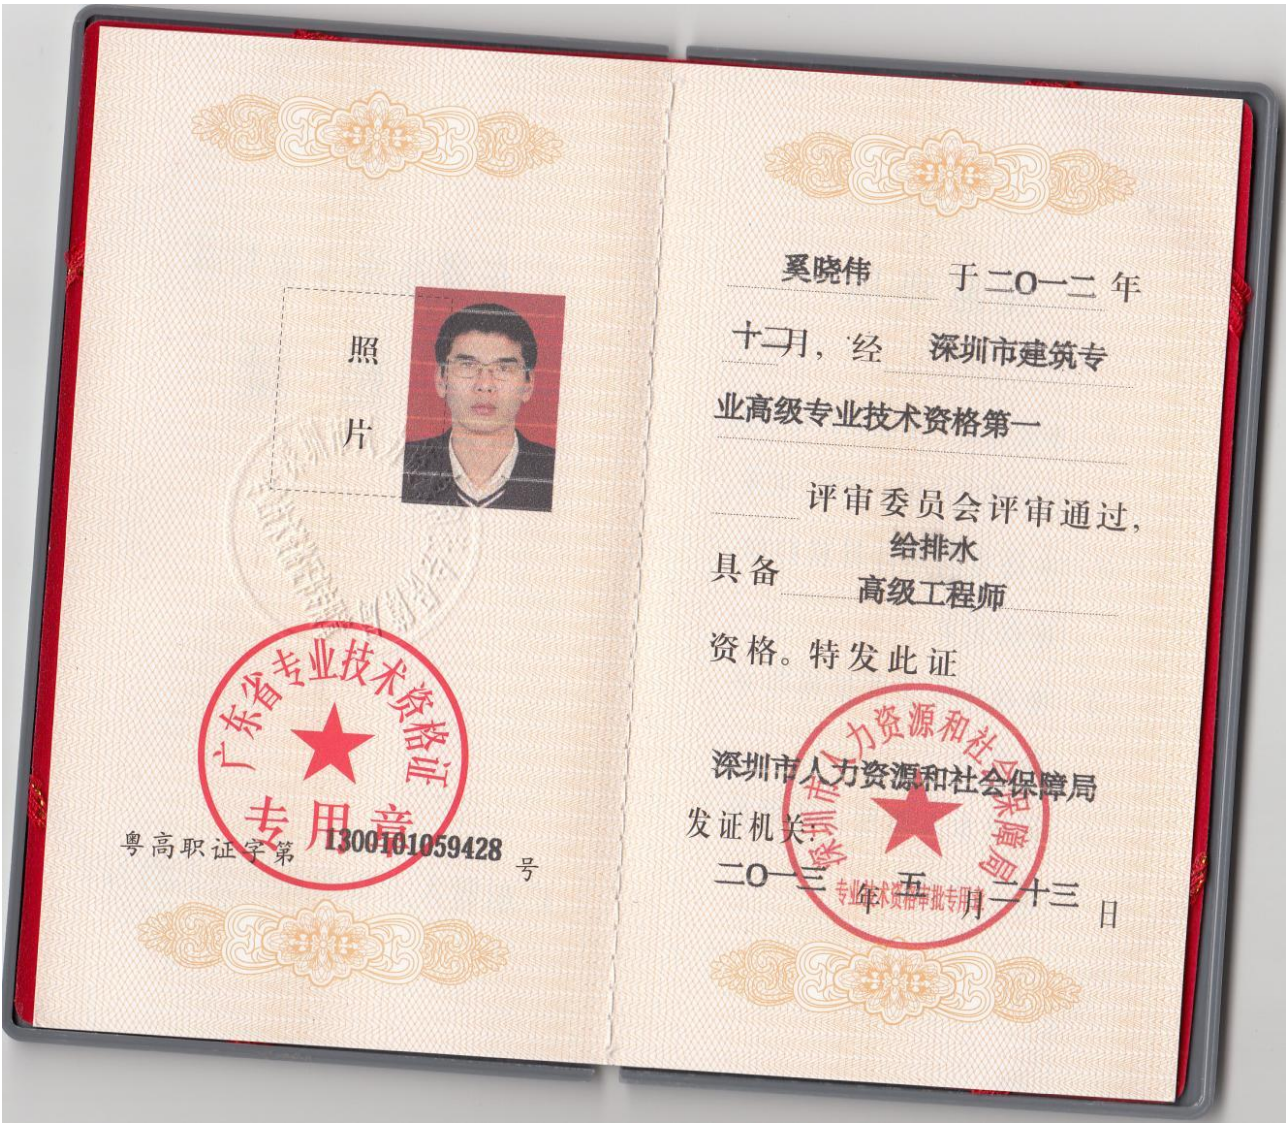 照
片
广东省专业技术资格证
专用章
粤高职证字第 1300101059428 号
奚晓伟 于二〇一二年
十二月，经 深圳市建筑专
业高级专业技术资格第一
评审委员会评审通过，
给排水
具备 高级工程师
资格。特发此证
深圳市人力资源和社会保障局
发证机关：
二〇一三年五月二十三日
深圳市人力资源和社会保障局
专业技术资格审批专用章